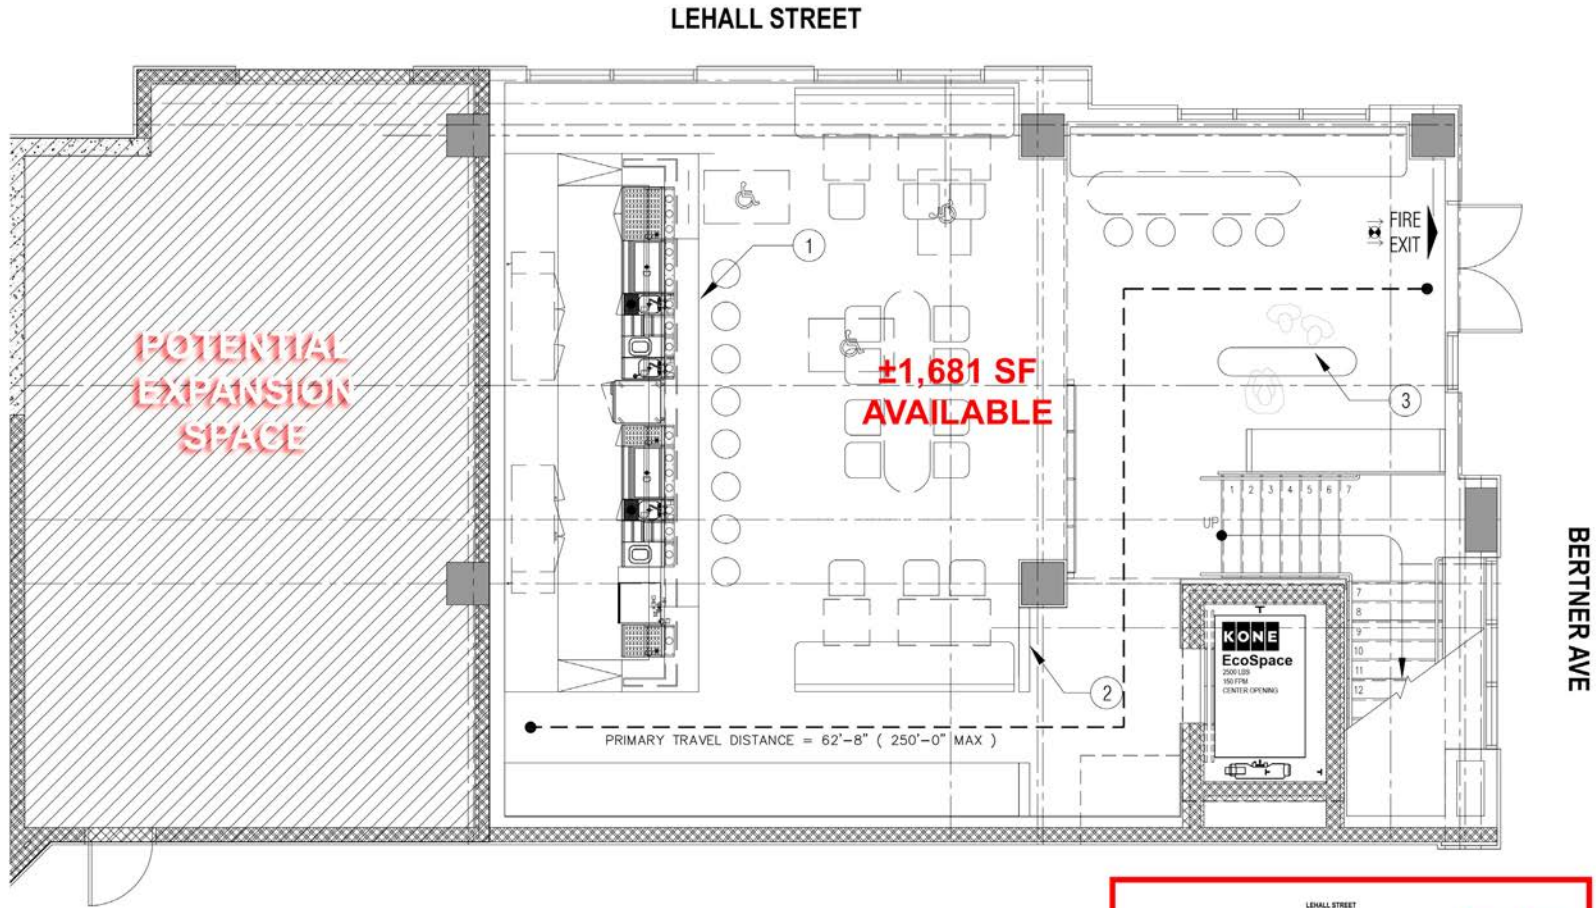 LEHALL STREET
FIRE
EXIT
1
POTENTIAL
EXPANSION
SPACE
±1,681 SF
AVAILABLE
3
1 2 3 4 5 6 7
UP
BERTNER AVE
7
8
9
10
11
12
KONE
EcoSpace
2500 LBS
150 FPM
CENTER OPENING
2
PRIMARY TRAVEL DISTANCE = 62'-8" ( 250'-0" MAX )
LEHALL STREET